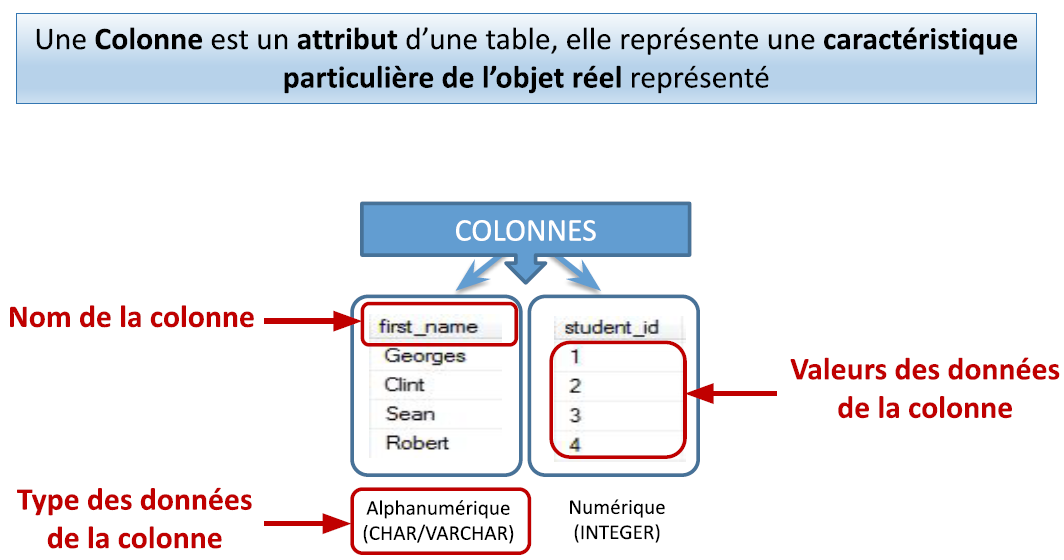 Une Colonne est un attribut d’une table, elle représente une caractéristique
particulière de l’objet réel représenté
COLONNES
Nom de la colonne
first_name
Georges
Clint
Sean
Robert
student_id
1
2
3
4
Valeurs des données
de la colonne
Type des données
de la colonne
Alphanumérique
(CHAR/VARCHAR)
Numérique
(INTEGER)